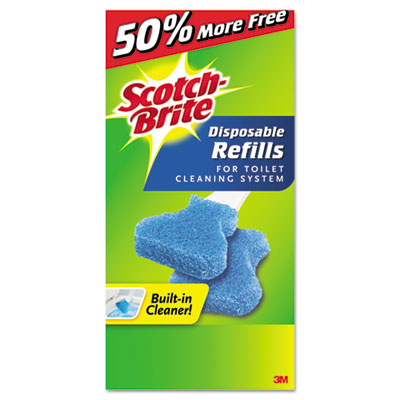 50% More Free
Scotch-
Brite
Disposable
Refills
FOR TOILET
CLEANING SYSTEM
Built-in
Cleaner!
3M